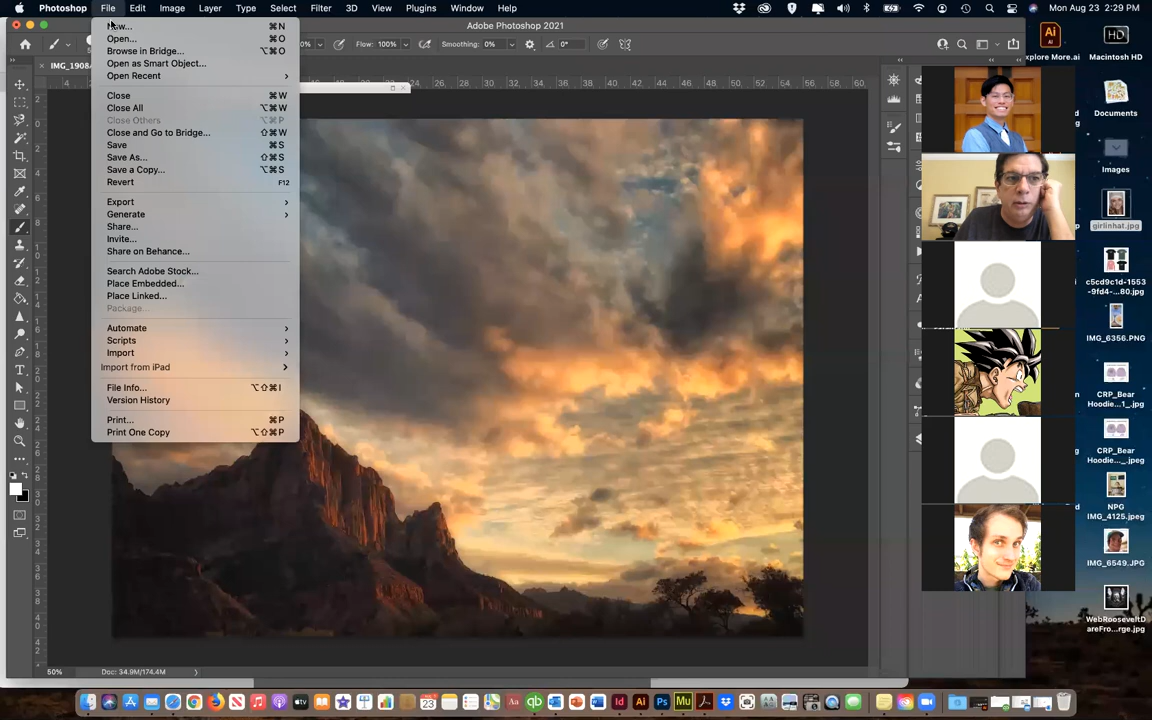 Photoshop File Edit Image Layer Type Select Filter 3D View Plugins Window Help Mon Aug 23 2:29 PM
Adobe Photoshop 2021
Flow: 100% Smoothing: 0% 0°
IMG_1908
New... ⌘N
Open... ⌘O
Browse in Bridge... ⌥⌘O
Open as Smart Object...
Open Recent
Close ⌘W
Close All ⌥⌘W
Close Others ⌥⌘P
Close and Go to Bridge... ⇧⌘W
Save ⌘S
Save As... ⇧⌘S
Save a Copy... ⌥⌘S
Revert F12
Export
Generate
Share...
Invite...
Share on Behance...
Search Adobe Stock...
Place Embedded...
Place Linked...
Package...
Automate
Scripts
Import
Import from iPad
File Info... ⌥⇧⌘I
Version History
Print... ⌘P
Print One Copy ⌥⇧⌘P
50% Doc: 34.9M/174.4M
xplore More.ai
Macintosh HD
Documents
Images
girlinhat.jpg
c5cd9c1d-1553
-9fd4-...80.jpg
IMG_6356.PNG
CRP_Bear
Hoodie..._1_.jpg
CRP_Bear
Hoodie..._.jpeg
NPG
IMG_4125.jpeg
IMG_6549.JPG
WebRooseveltD
areFro...rge.jpg